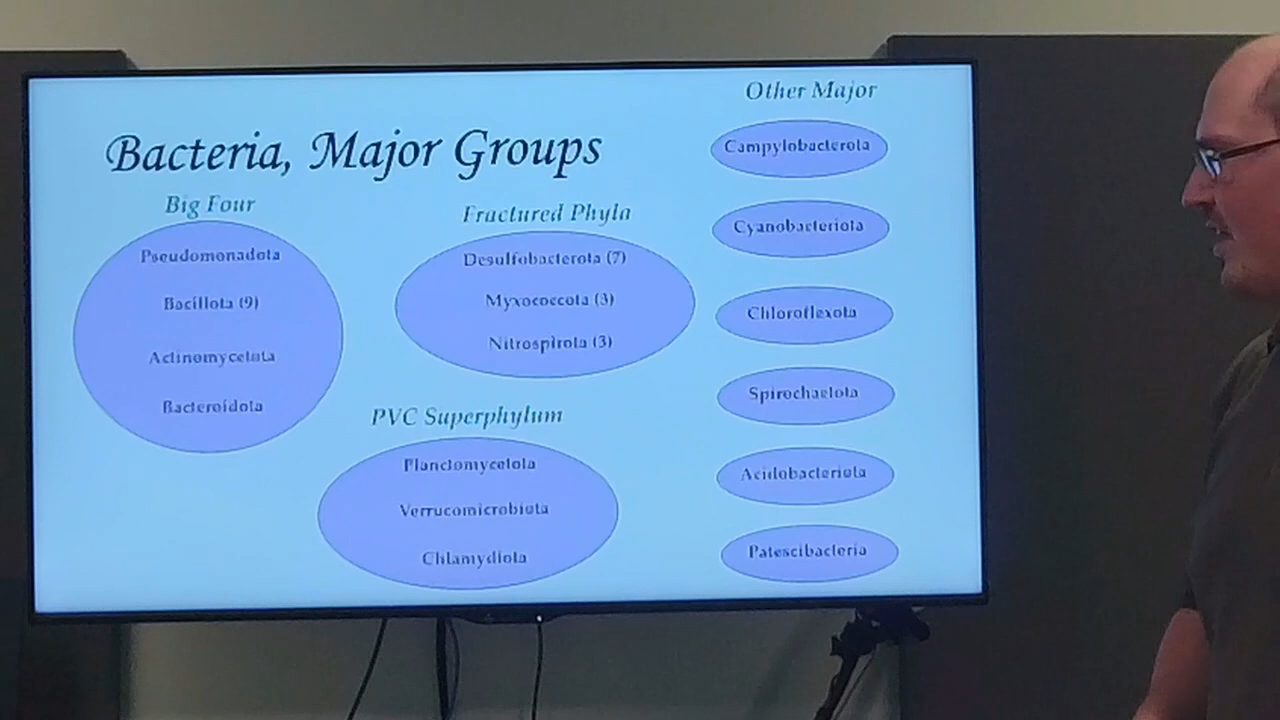 Bacteria, Major Groups
Big Four
Pseudomonadota
Bacillota (9)
Actinomycetota
Bacteroidota
Fractured Phyla
Desulfobacterota (7)
Myxococcota (3)
Nitrospirota (3)
PVC Superphylum
Planctomycetota
Verrucomicrobiota
Chlamydiota
Other Major
Campylobacterota
Cyanobacteriota
Chloroflexota
Spirochaetota
Acidobacteriota
Patescibacteria